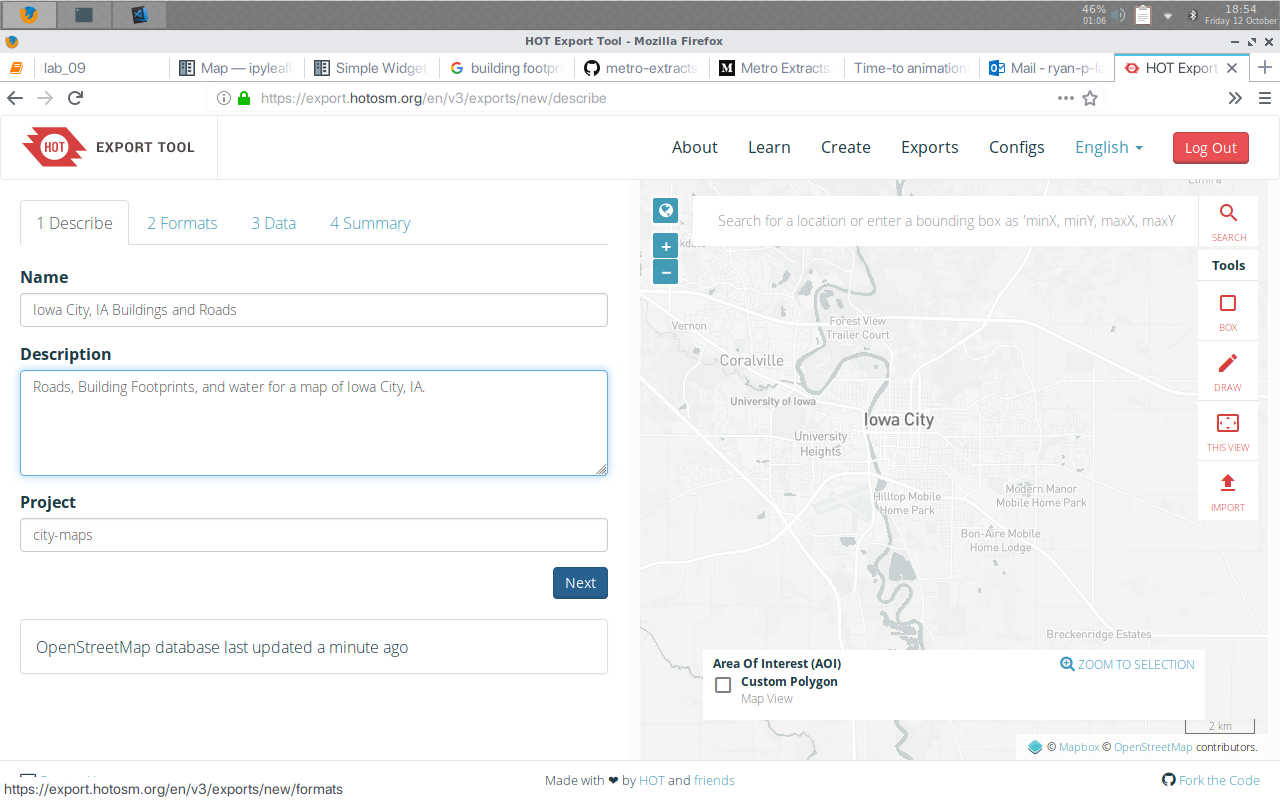 46%
01:06
18:54
Friday 12 October
HOT Export Tool - Mozilla Firefox
lab_09
Map — ipyleafl
Simple Widget
building footpri
metro-extracts
Metro Extracts
Time-to animation
Mail - ryan-p-la
HOT Export
https://export.hotosm.org/en/v3/exports/new/describe
HOT EXPORT TOOL
About
Learn
Create
Exports
Configs
English
Log Out
1 Describe
2 Formats
3 Data
4 Summary
Name
Iowa City, IA Buildings and Roads
Description
Roads, Building Footprints, and water for a map of Iowa City, IA.
Project
city-maps
Next
OpenStreetMap database last updated a minute ago
Search for a location or enter a bounding box as 'minX, minY, maxX, maxY
SEARCH
Tools
BOX
DRAW
THIS VIEW
IMPORT
+
−
Vernon
Forest View
Trailer Court
Coralville
University of Iowa
Iowa City
University
Heights
Hilltop Mobile
Home Park
Modern Manor
Mobile Home Park
Bon-Aire Mobile
Home Lodge
Breckenridge Estates
Area Of Interest (AOI)
ZOOM TO SELECTION
Custom Polygon
Map View
2 km
© Mapbox © OpenStreetMap contributors.
Made with ❤ by HOT and friends
Fork the Code
https://export.hotosm.org/en/v3/exports/new/formats